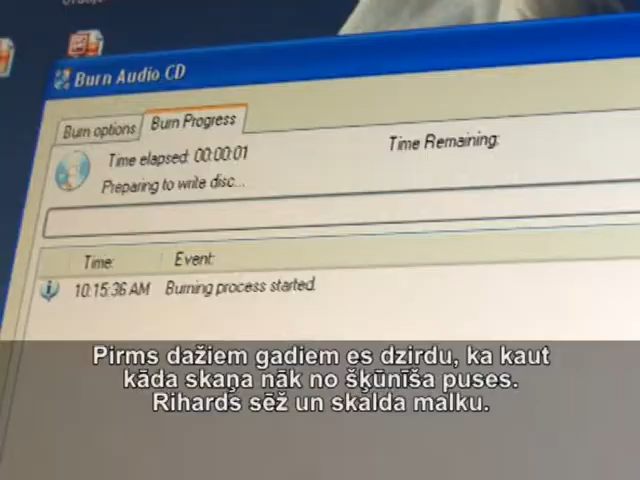 Burn Audio CD
Burn options
Burn Progress
Time elapsed: 00:00:01
Time Remaining:
Preparing to write disc...
Time:
Event:
10:15:36 AM
Burning process started.
Pirms dažiem gadiem es dzirdu, ka kaut
kāda skaņa nāk no šķūnīša puses.
Rihards sēž un skalda malku.